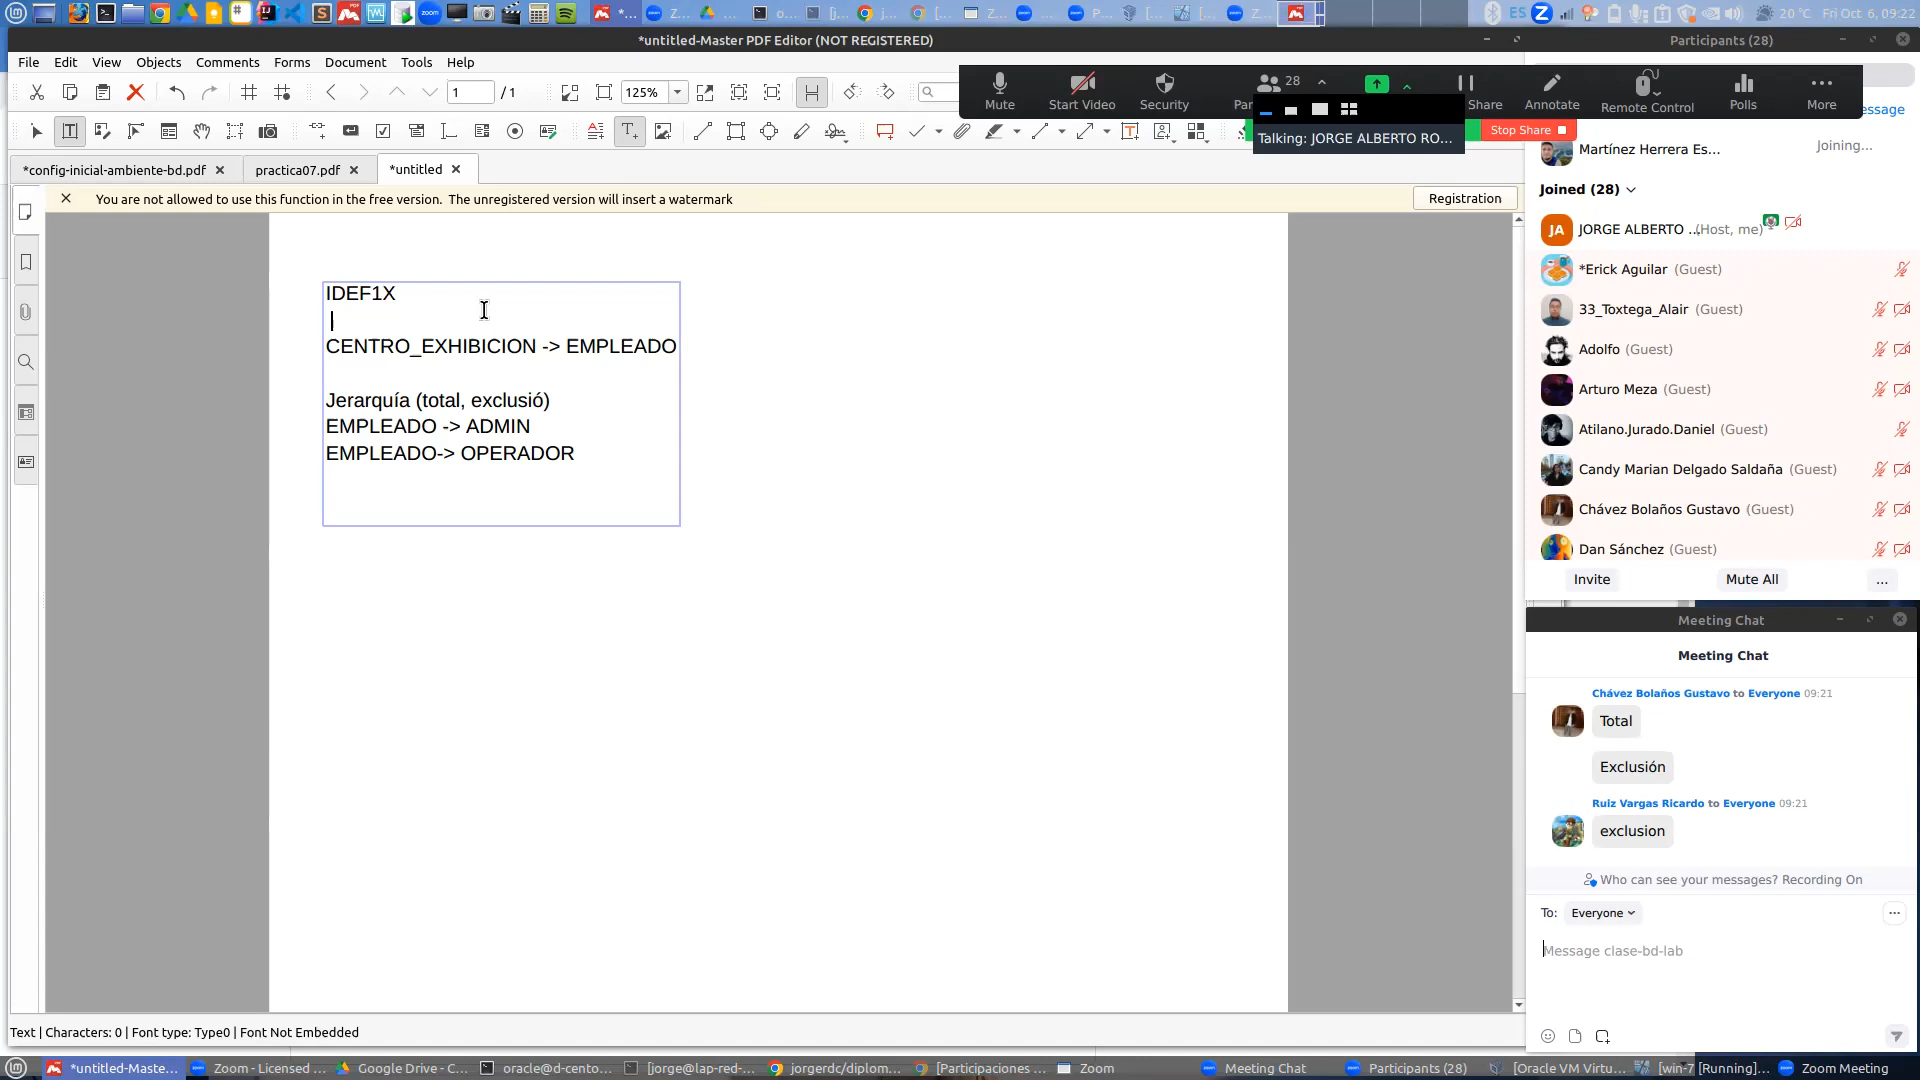 ES
20 °C
Fri Oct 6, 09:22
*untitled-Master PDF Editor (NOT REGISTERED)
Participants (28)
File Edit View Objects Comments Forms Document Tools Help
1 / 1
125%
Mute
Start Video
Security
28
Share
Annotate
Remote Control
Polls
More
Talking: JORGE ALBERTO RO...
Stop Share
*config-inicial-ambiente-bd.pdf
practica07.pdf
*untitled
You are not allowed to use this function in the free version. The unregistered version will insert a watermark
Registration
IDEF1X
CENTRO_EXHIBICION -> EMPLEADO
Jerarquía (total, exclusió)
EMPLEADO -> ADMIN
EMPLEADO-> OPERADOR
Martínez Herrera Es...
Joining...
Joined (28)
JA JORGE ALBERTO ... (Host, me)
*Erick Aguilar (Guest)
33_Toxtega_Alair (Guest)
Adolfo (Guest)
Arturo Meza (Guest)
Atilano.Jurado.Daniel (Guest)
Candy Marian Delgado Saldaña (Guest)
Chávez Bolaños Gustavo (Guest)
Dan Sánchez (Guest)
Invite
Mute All
...
Meeting Chat
Meeting Chat
Chávez Bolaños Gustavo to Everyone 09:21
Total
Exclusión
Ruiz Vargas Ricardo to Everyone 09:21
exclusion
Who can see your messages? Recording On
To: Everyone
Message clase-bd-lab
Text | Characters: 0 | Font type: Type0 | Font Not Embedded
*untitled-Maste...
Zoom - Licensed ...
Google Drive - C...
oracle@d-cento...
[jorge@lap-red-...
jorgerdc/diplom...
[Participaciones ...
Zoom
Meeting Chat
Participants (28)
[Oracle VM Virtu...
[win-7 [Running]...
Zoom Meeting